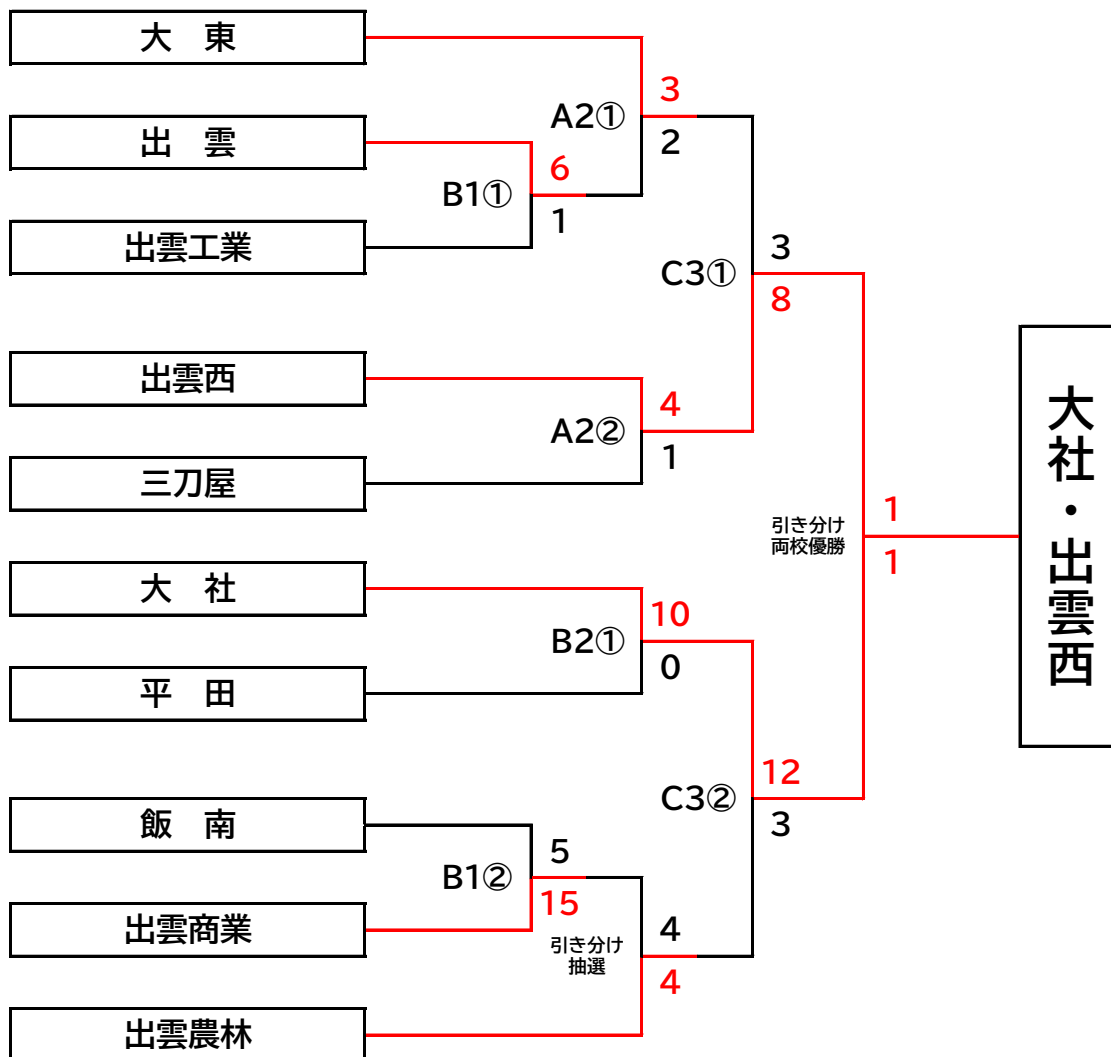 大　東
出　雲
出雲工業
出雲西
三刀屋
大　社
平　田
飯　南
出雲商業
出雲農林
B1①
6
1
B1②
5
15
A2①
3
2
A2②
4
1
B2①
10
0
引き分け
抽選
4
4
C3①
3
8
C3②
12
3
引き分け
両校優勝
1
1
大社・出雲西